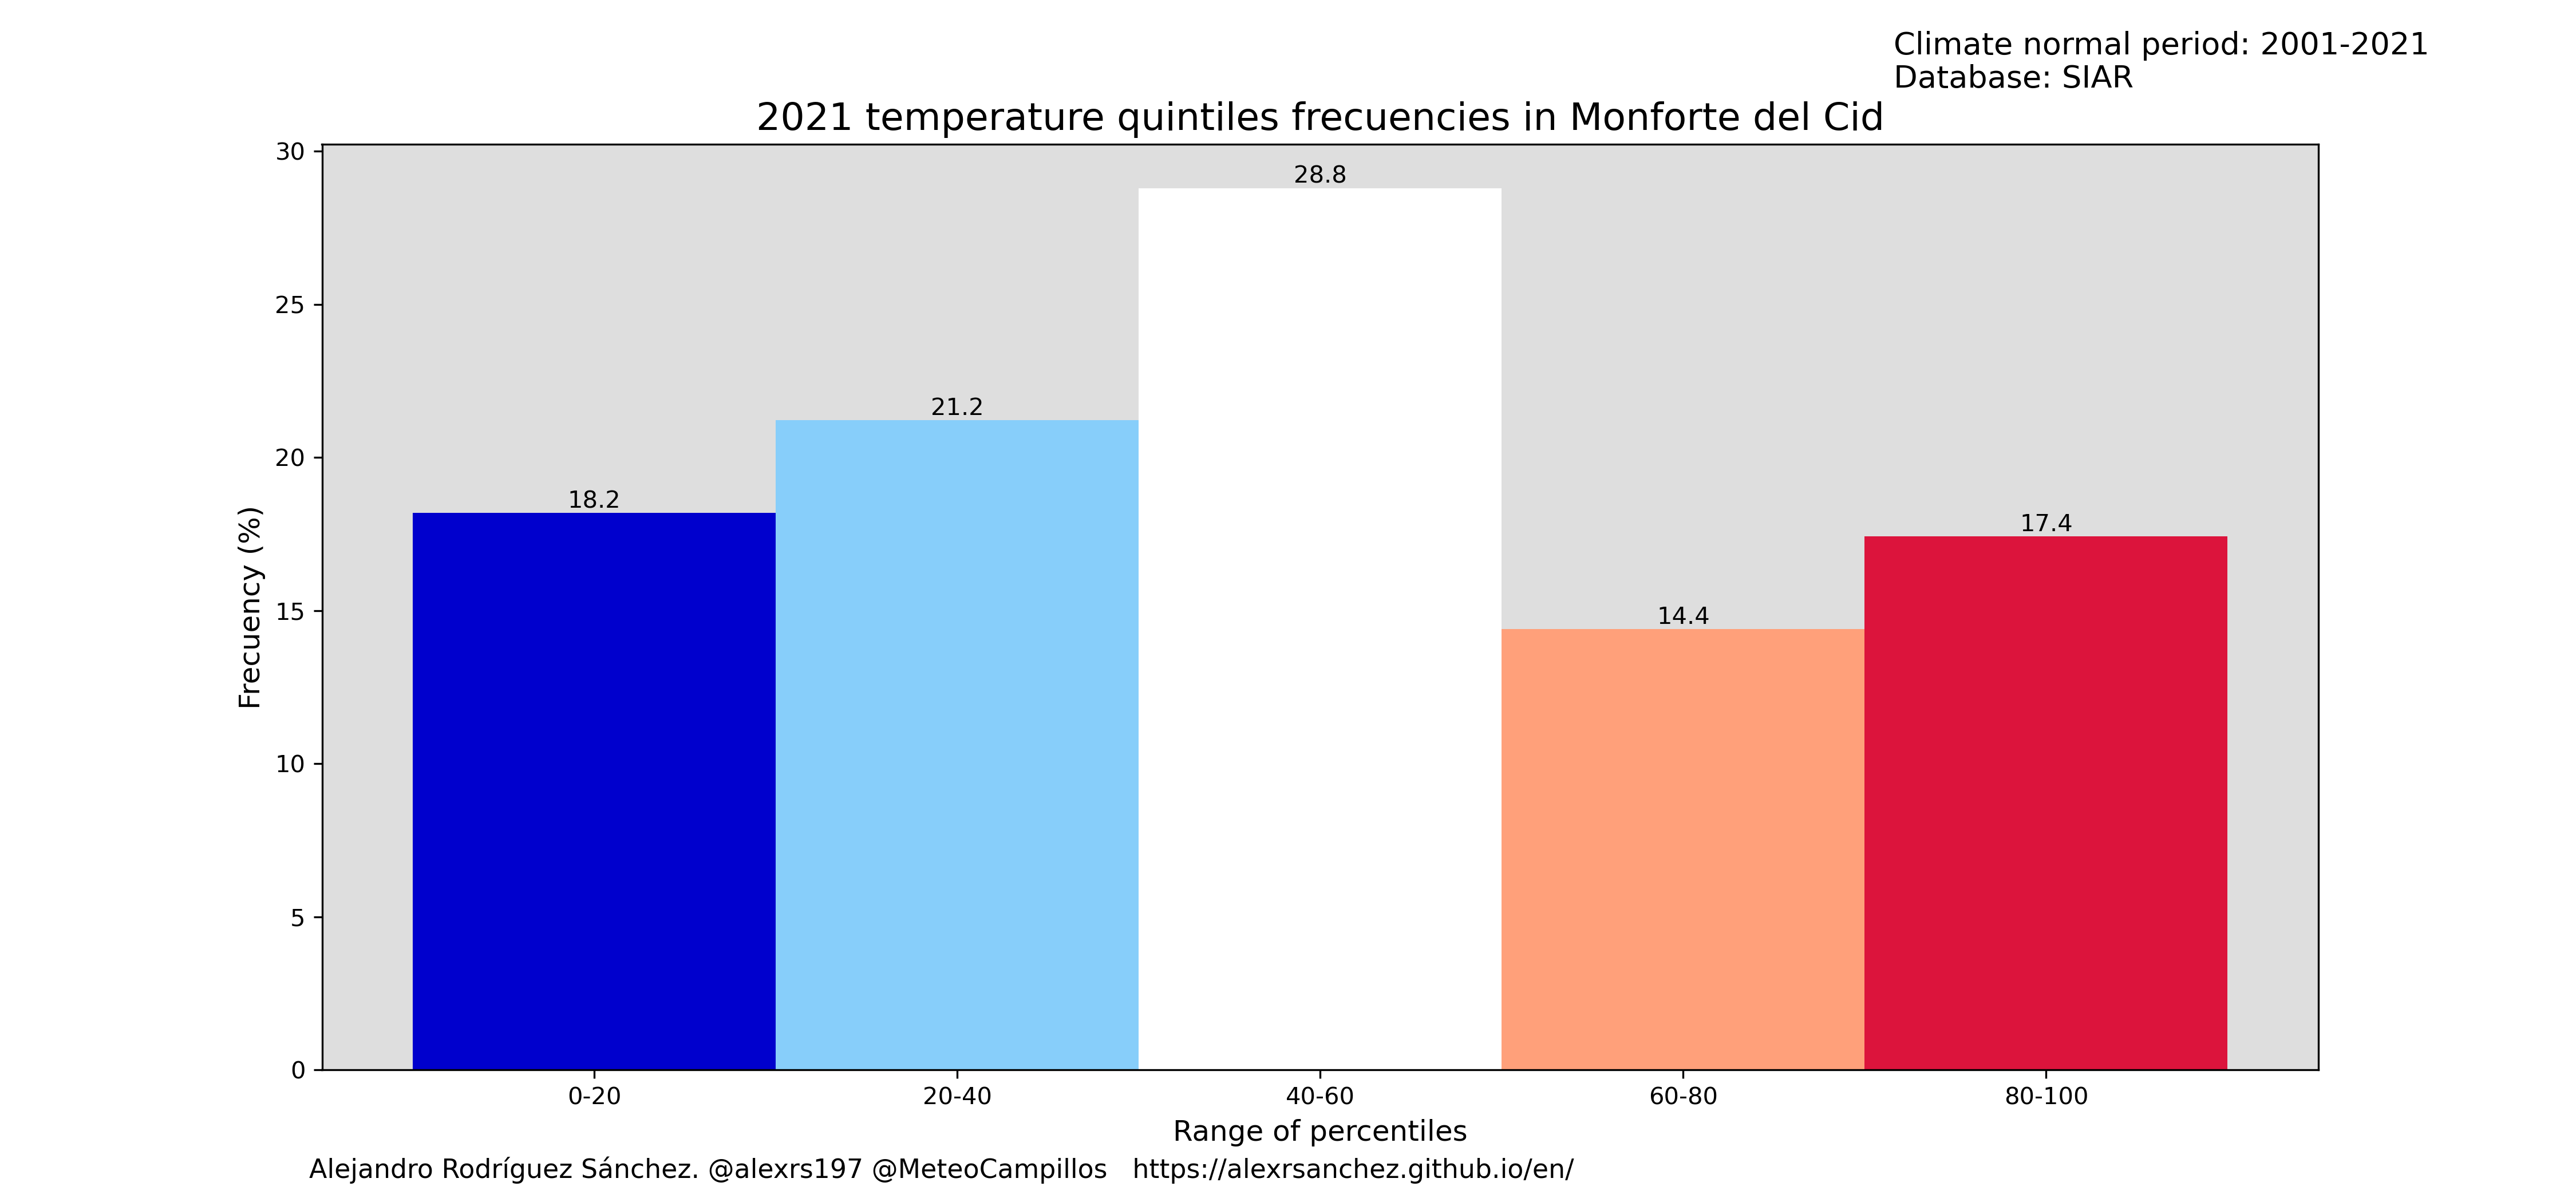 Climate normal period: 2001-2021
Database: SIAR
2021 temperature quintiles frecuencies in Monforte del Cid
30
25
20
15
10
5
0
Frecuency (%)
18.2
21.2
28.8
14.4
17.4
0-20
20-40
40-60
60-80
80-100
Range of percentiles
Alejandro Rodríguez Sánchez. @alexrs197 @MeteoCampillos https://alexrsanchez.github.io/en/